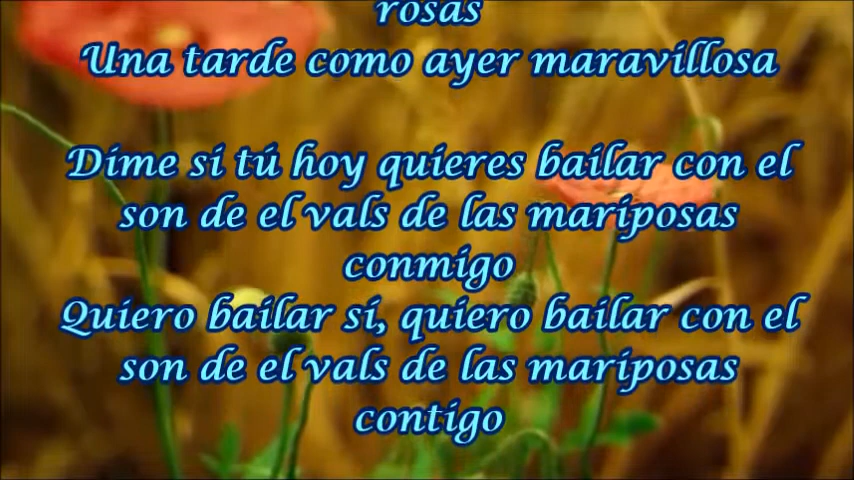 rosas
Una tarde como ayer maravillosa
Dime si tú hoy quieres bailar con el
son de el vals de las mariposas
conmigo
Quiero bailar sí, quiero bailar con el
son de el vals de las mariposas
contigo